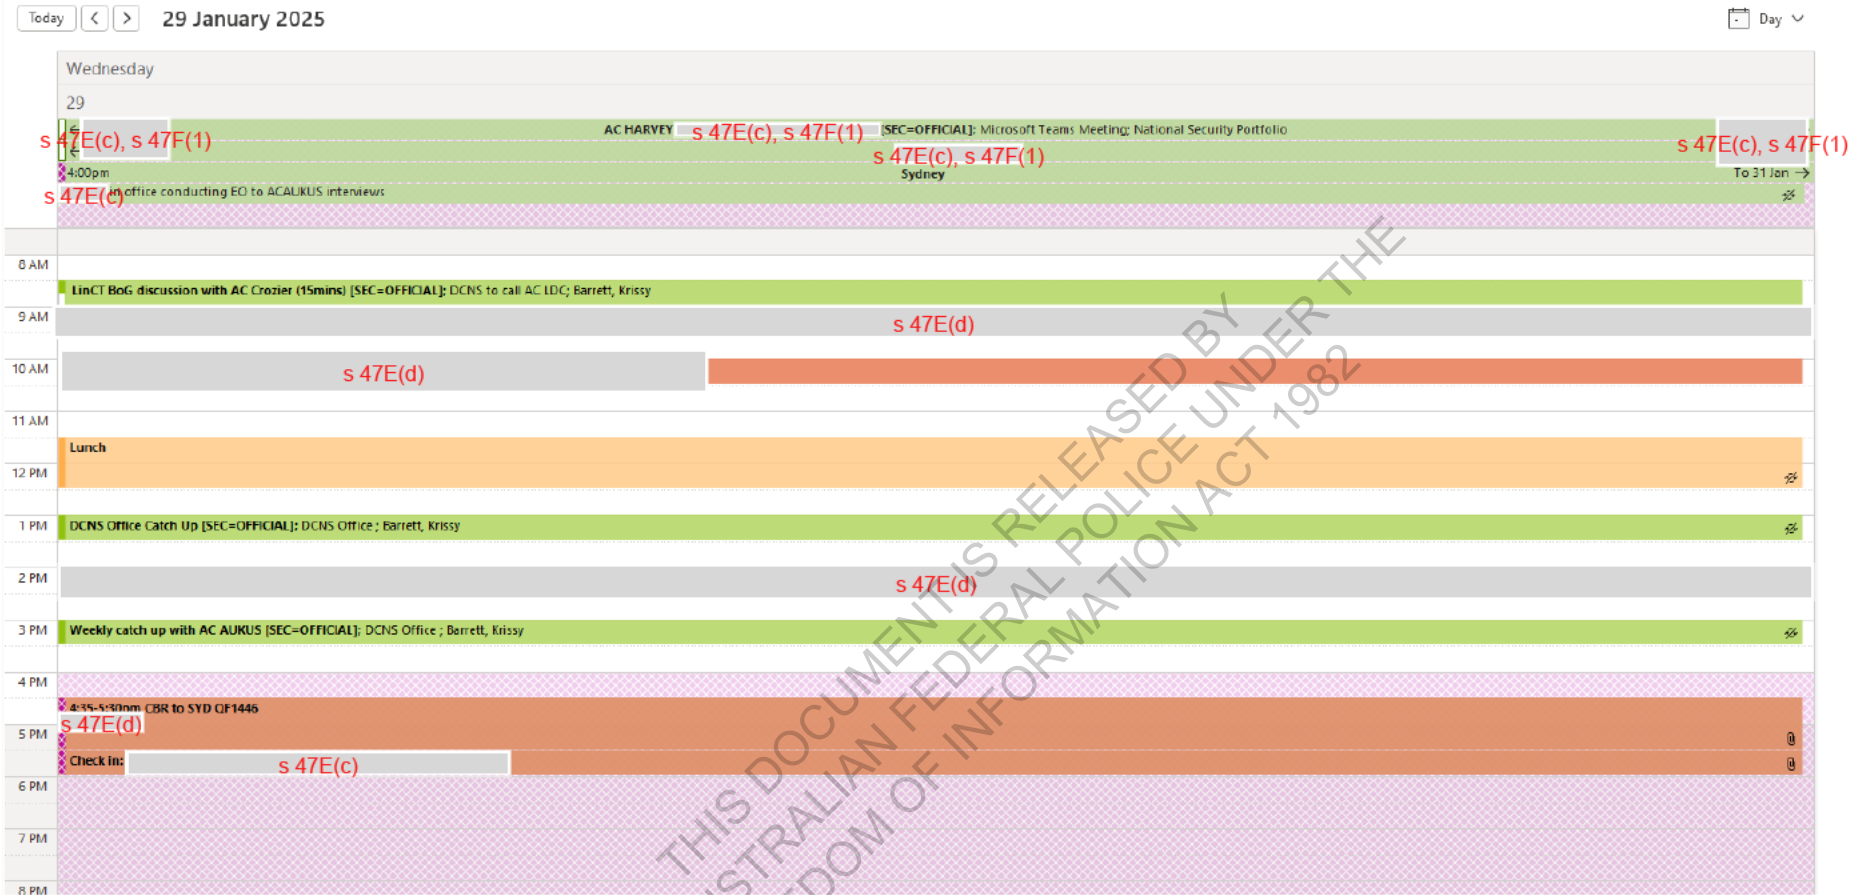 Today < > 29 January 2025 Day
Wednesday
29
s 47E(c), s 47F(1) AC HARVEY s 47E(c), s 47F(1) [SEC=OFFICIAL]; Microsoft Teams Meeting; National Security Portfolio s 47E(c), s 47F(1)
s 47E(c), s 47F(1)
4:00pm Sydney To 31 Jan →
s 47E(c) in office conducting EO to ACAUKUS interviews
8 AM
LinCT BoG discussion with AC Crozier (15mins) [SEC=OFFICIAL]; DCNS to call AC LDC; Barrett, Krissy
9 AM s 47E(d)
10 AM s 47E(d)
11 AM
Lunch
12 PM
1 PM DCNS Office Catch Up [SEC=OFFICIAL]; DCNS Office ; Barrett, Krissy
2 PM s 47E(d)
3 PM Weekly catch up with AC AUKUS [SEC=OFFICIAL]; DCNS Office ; Barrett, Krissy
4 PM
4:35-5:30pm CBR to SYD QF1446
s 47E(d)
5 PM
Check in: s 47E(c)
6 PM
7 PM
8 PM
THIS DOCUMENT IS RELEASED BY
STRALIAN FEDERAL POLICE UNDER THE
EDOM OF INFORMATION ACT 1982